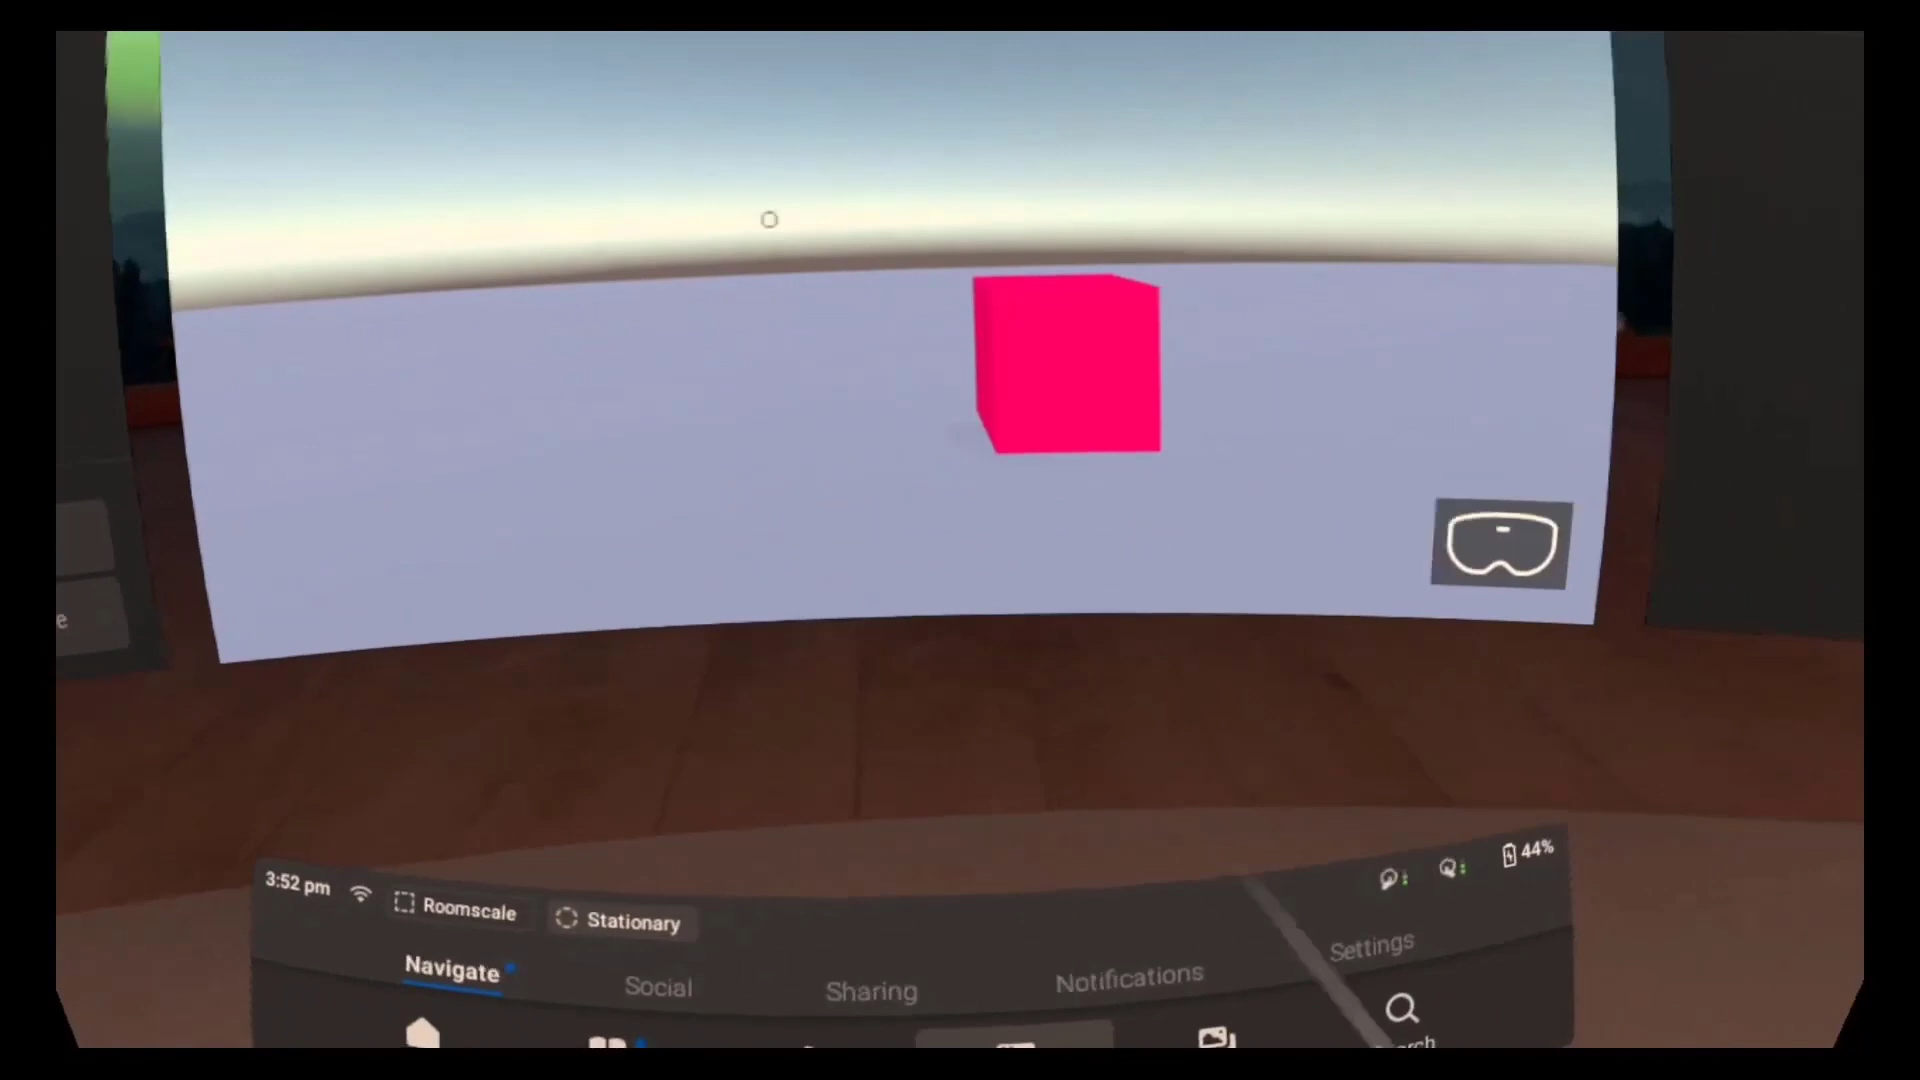 e
3:52 pm
Roomscale
Stationary
44%
Navigate
Social
Sharing
Notifications
Settings